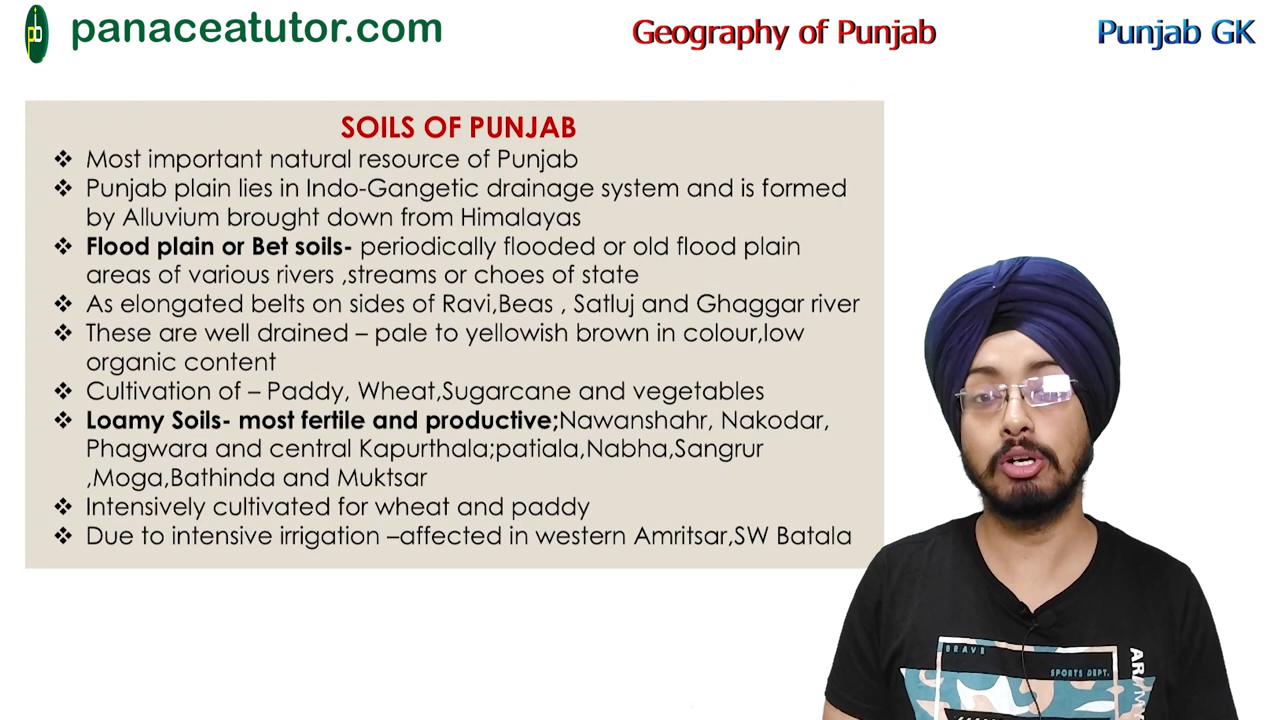 panaceatutor.com
Geography of Punjab
Punjab GK
SOILS OF PUNJAB
❖ Most important natural resource of Punjab
❖ Punjab plain lies in Indo-Gangetic drainage system and is formed
by Alluvium brought down from Himalayas
❖ Flood plain or Bet soils- periodically flooded or old flood plain
areas of various rivers ,streams or choes of state
❖ As elongated belts on sides of Ravi,Beas , Satluj and Ghaggar river
❖ These are well drained – pale to yellowish brown in colour,low
organic content
❖ Cultivation of – Paddy, Wheat,Sugarcane and vegetables
❖ Loamy Soils- most fertile and productive;Nawanshahr, Nakodar,
Phagwara and central Kapurthala;patiala,Nabha,Sangrur
,Moga,Bathinda and Muktsar
❖ Intensively cultivated for wheat and paddy
❖ Due to intensive irrigation –affected in western Amritsar,SW Batala
BRAVE
SPORTS DEPT.